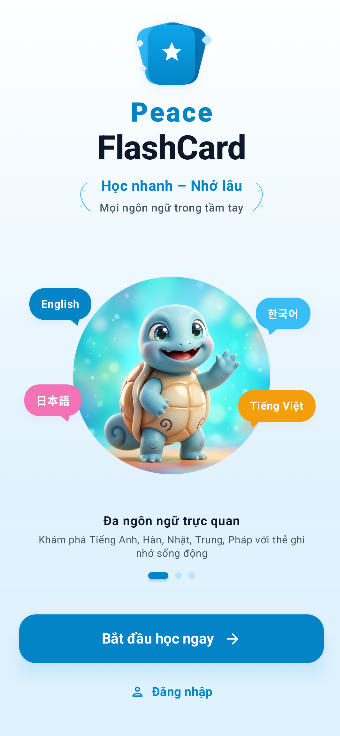 Peace
FlashCard
Học nhanh – Nhớ lâu
Mọi ngôn ngữ trong tầm tay
English
한국어
日本語
Tiếng Việt
Đa ngôn ngữ trực quan
Khám phá Tiếng Anh, Hàn, Nhật, Trung, Pháp với thẻ ghi
nhớ sống động
Bắt đầu học ngay
Đăng nhập